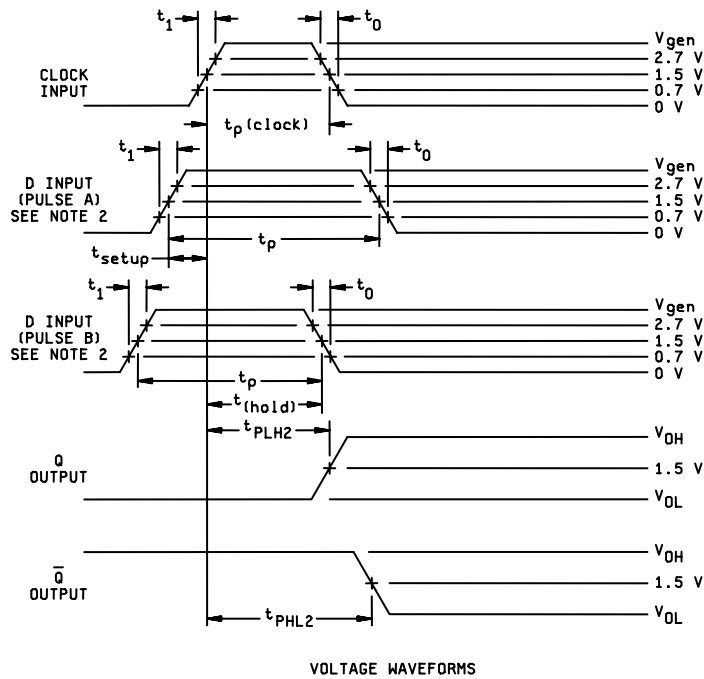 t1 t0
Vgen
2.7 V
CLOCK INPUT
1.5 V
0.7 V
0 V
tp(clock)
t1 t0
Vgen
D INPUT
(PULSE A)
SEE NOTE 2
2.7 V
1.5 V
0.7 V
0 V
tp
tsetup
t1 t0
Vgen
D INPUT
(PULSE B)
SEE NOTE 2
2.7 V
1.5 V
0.7 V
0 V
tp
t(hold)
tPLH2
VOH
Q
OUTPUT
1.5 V
VOL
VOH
Q̅
OUTPUT
1.5 V
VOL
tPHL2
VOLTAGE WAVEFORMS